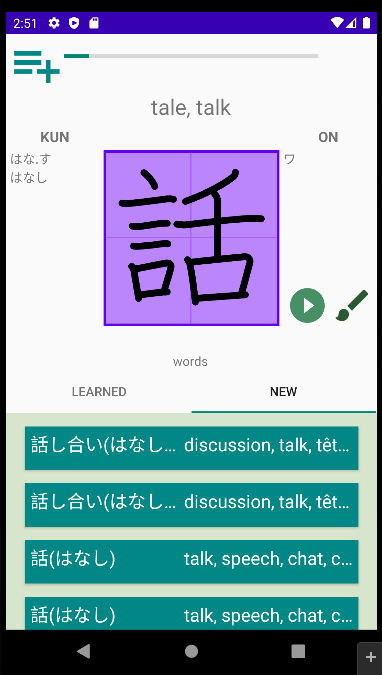 2:51
tale, talk
KUN
ON
はな.す
はなし
ワ
話
words
LEARNED
NEW
話し合い(はなし... discussion, talk, têt...
話し合い(はなし... discussion, talk, têt...
話(はなし) talk, speech, chat, c...
話(はなし) talk, speech, chat, c...